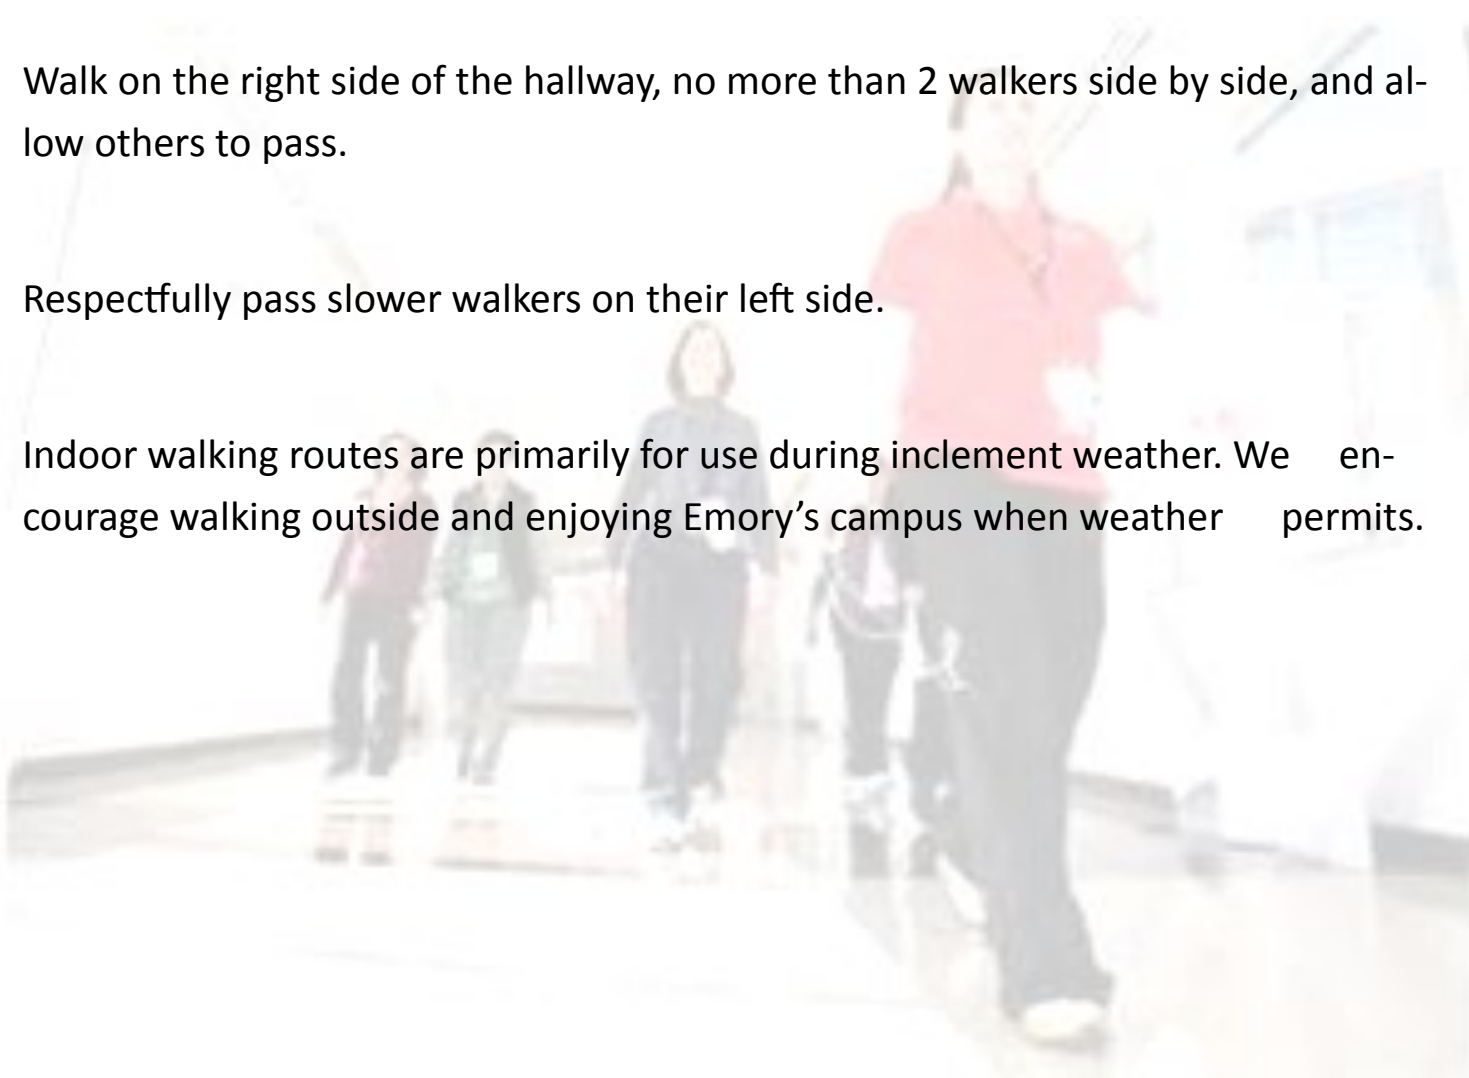 Walk on the right side of the hallway, no more than 2 walkers side by side, and al-
low others to pass.
Respectfully pass slower walkers on their left side.
Indoor walking routes are primarily for use during inclement weather. We en-
courage walking outside and enjoying Emory’s campus when weather permits.